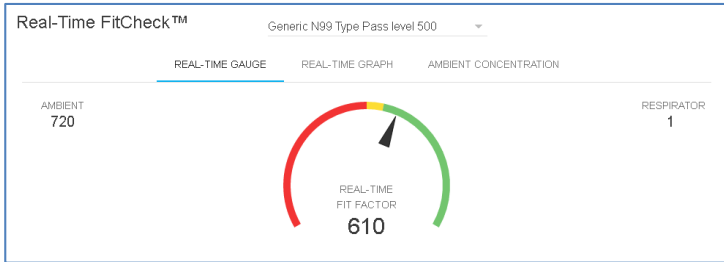 Real-Time FitCheck™
Generic N99 Type Pass level 500
REAL-TIME GAUGE
REAL-TIME GRAPH
AMBIENT CONCENTRATION
AMBIENT
720
RESPIRATOR
1
REAL-TIME
FIT FACTOR
610